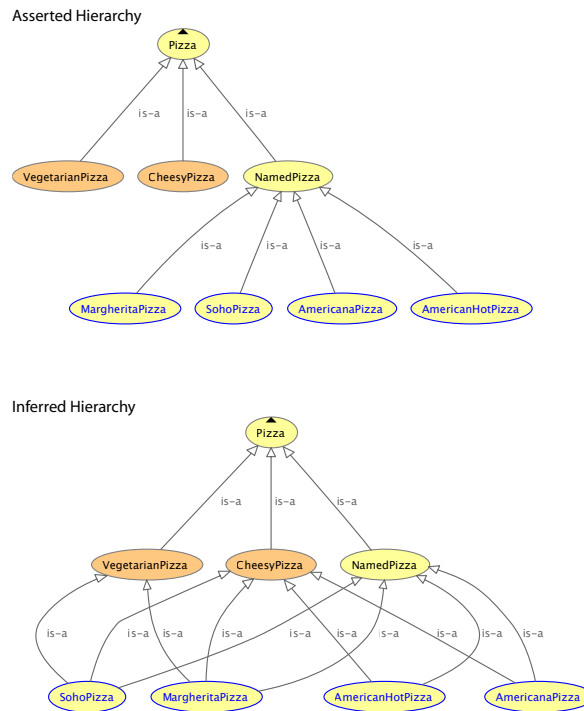 Asserted Hierarchy
Pizza
is-a is-a is-a
VegetarianPizza CheesyPizza NamedPizza
is-a is-a is-a is-a
MargheritaPizza SohoPizza AmericanaPizza AmericanHotPizza
Inferred Hierarchy
Pizza
is-a is-a is-a
VegetarianPizza CheesyPizza NamedPizza
is-a is-a is-a is-a is-a is-a is-a is-a is-a
SohoPizza MargheritaPizza AmericanHotPizza AmericanaPizza